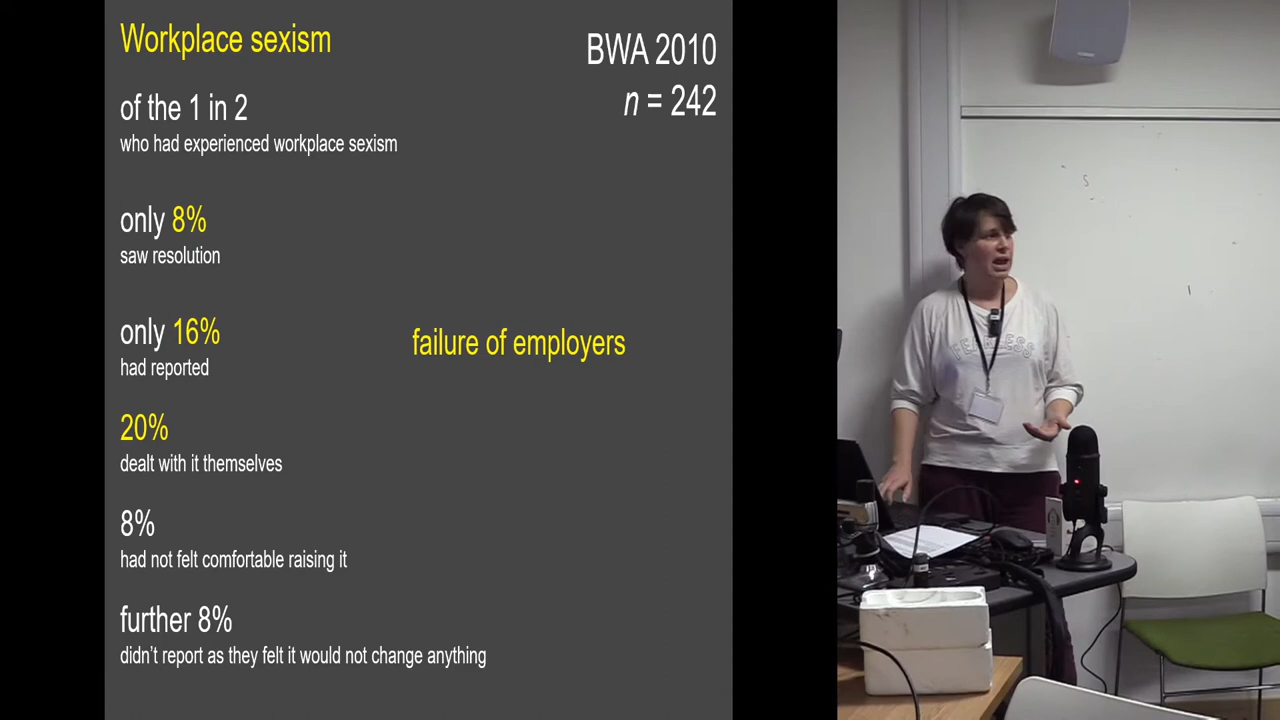 Workplace sexism
BWA 2010
n = 242
of the 1 in 2
who had experienced workplace sexism
only 8%
saw resolution
only 16%
had reported
failure of employers
20%
dealt with it themselves
8%
had not felt comfortable raising it
further 8%
didn't report as they felt it would not change anything
FEARLESS